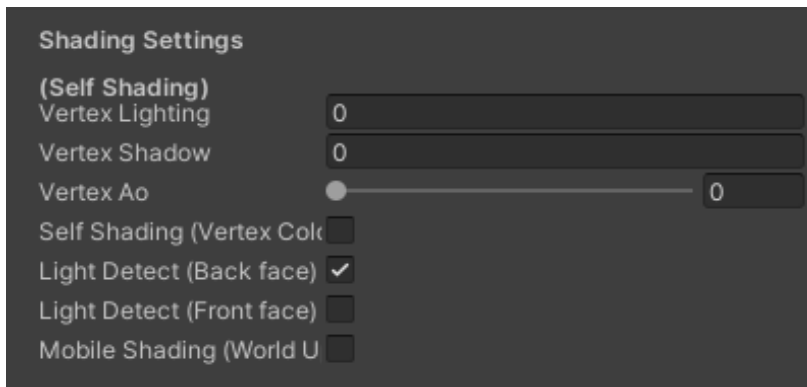 Shading Settings
(Self Shading)
Vertex Lighting 0
Vertex Shadow 0
Vertex Ao 0
Self Shading (Vertex Colo
Light Detect (Back face)
Light Detect (Front face)
Mobile Shading (World U